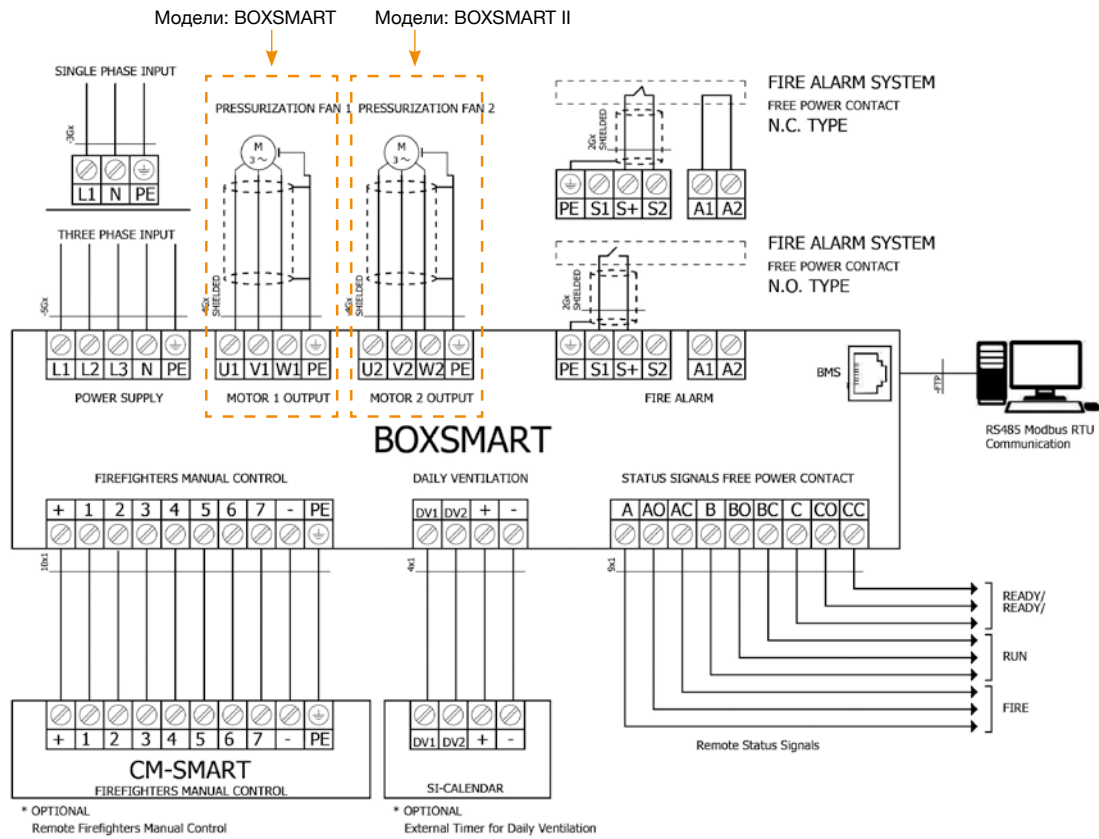 Модели: BOXSMART
Модели: BOXSMART II
SINGLE PHASE INPUT
-3Gx
L1 N PE
THREE PHASE INPUT
-5Gx
L1 L2 L3 N PE
POWER SUPPLY
PRESSURIZATION FAN 1
M
3~
-4Gx
SHIELDED
U1 V1 W1 PE
MOTOR 1 OUTPUT
PRESSURIZATION FAN 2
M
3~
-4Gx
SHIELDED
U2 V2 W2 PE
MOTOR 2 OUTPUT
2Gx
SHIELDED
PE S1 S+ S2
A1 A2
FIRE ALARM SYSTEM
FREE POWER CONTACT
N.C. TYPE
2Gx
SHIELDED
FIRE ALARM SYSTEM
FREE POWER CONTACT
N.O. TYPE
PE S1 S+ S2
A1 A2
FIRE ALARM
BMS
-FTP
RS485 Modbus RTU
Communication
BOXSMART
FIREFIGHTERS MANUAL CONTROL
+ 1 2 3 4 5 6 7 - PE
10x1
DAILY VENTILATION
DV1 DV2 + -
4x1
STATUS SIGNALS FREE POWER CONTACT
A AO AC B BO BC C CO CC
9x1
READY/
READY/
RUN
FIRE
Remote Status Signals
+ 1 2 3 4 5 6 7 - PE
CM-SMART
FIREFIGHTERS MANUAL CONTROL
* OPTIONAL
Remote Firefighters Manual Control
DV1 DV2 + -
SI-CALENDAR
* OPTIONAL
External Timer for Daily Ventilation